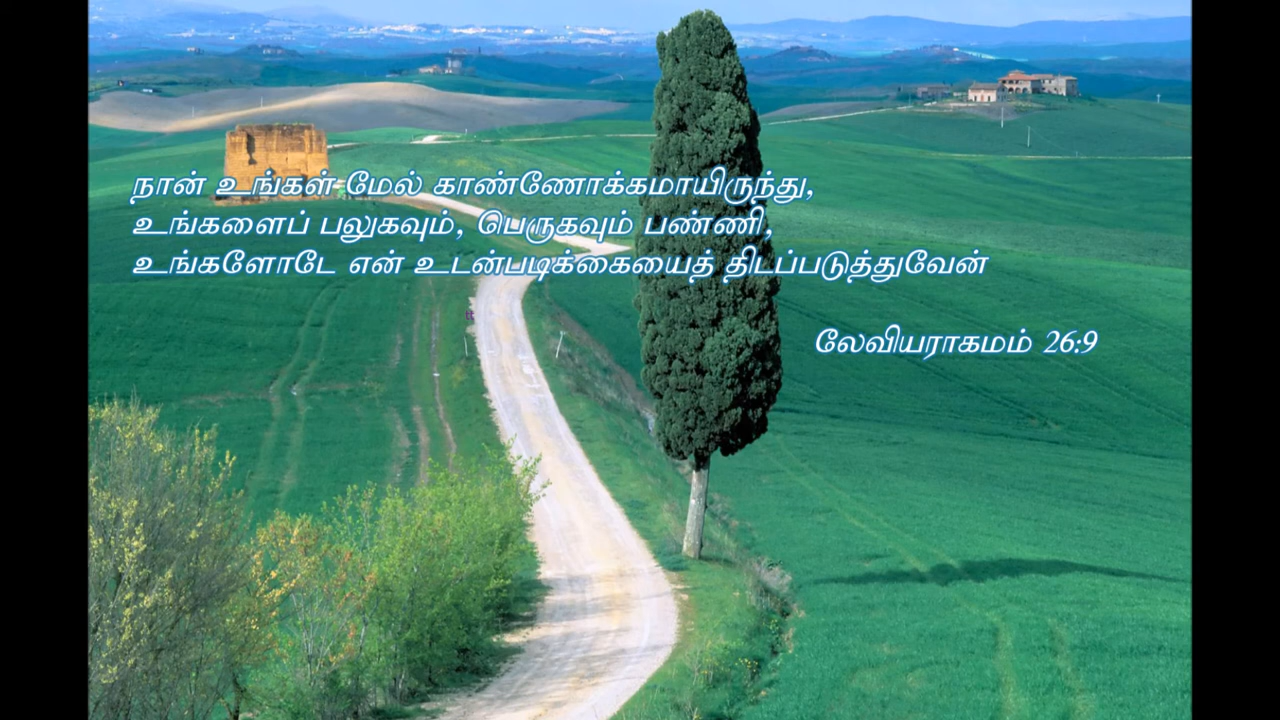 நான் உங்கள் மேல் காண்ணோக்கமாயிருந்து,
உங்களைப் பலுகவும், பெருகவும் பண்ணி,
உங்களோடே என் உடன்படிக்கையைத் திடப்படுத்துவேன்
லேவியராகமம் 26:9